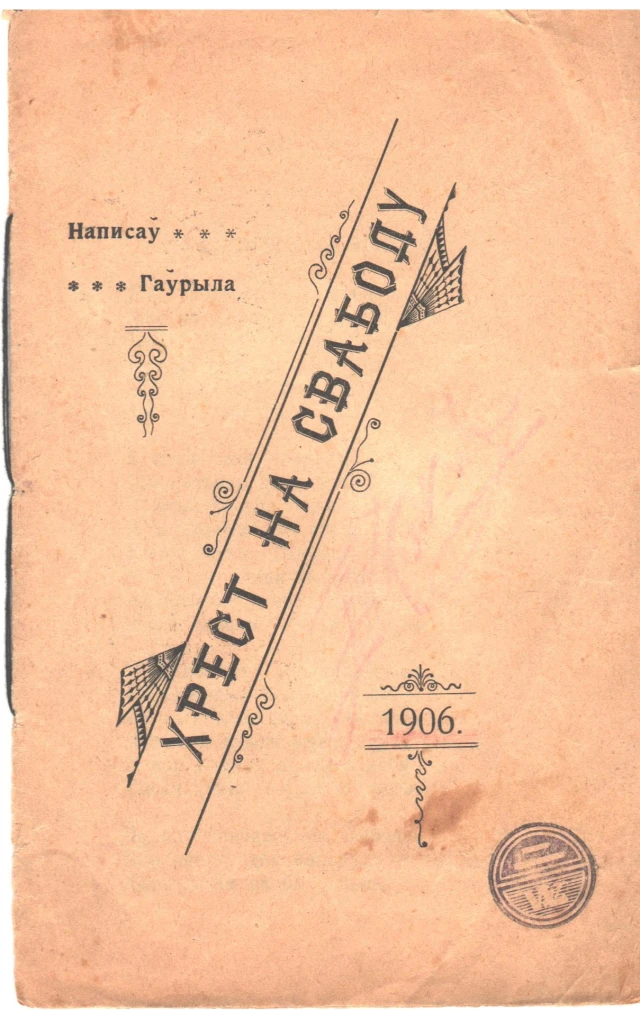 Написаў * * *
* * * Гаўрыла
ХРЕСТ НА СВАБОДУ
1906.